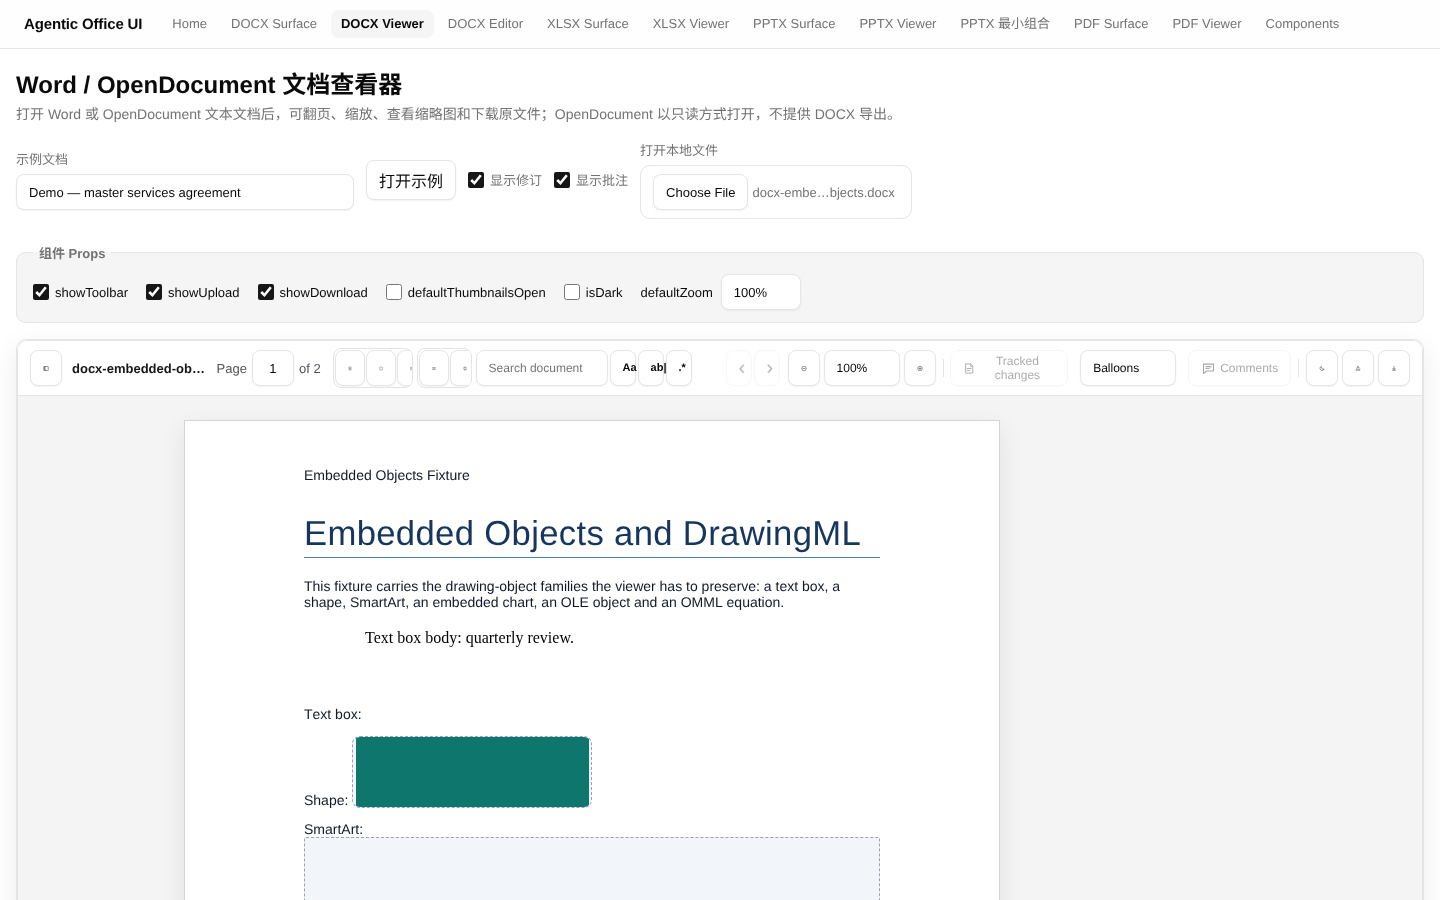 Agentic Office UI
Home
DOCX Surface
DOCX Viewer
DOCX Editor
XLSX Surface
XLSX Viewer
PPTX Surface
PPTX Viewer
PPTX 最小组合
PDF Surface
PDF Viewer
Components
Word / OpenDocument 文档查看器
打开 Word 或 OpenDocument 文本文档后，可翻页、缩放、查看缩略图和下载原文件；OpenDocument 以只读方式打开，不提供 DOCX 导出。
示例文档
Demo — master services agreement
打开示例
显示修订
显示批注
打开本地文件
Choose File docx-embe…bjects.docx
组件 Props
showToolbar
showUpload
showDownload
defaultThumbnailsOpen
isDark
defaultZoom
100%
docx-embedded-ob…
Page 1 of 2
Search document
Aa
ab|
.*
100%
Tracked
changes
Balloons
Comments
Embedded Objects Fixture
Embedded Objects and DrawingML
This fixture carries the drawing-object families the viewer has to preserve: a text box, a
shape, SmartArt, an embedded chart, an OLE object and an OMML equation.
Text box body: quarterly review.
Text box:
Shape:
SmartArt: